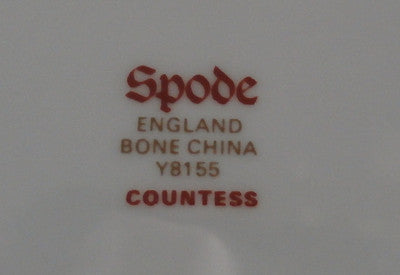 Spode
ENGLAND
BONE CHINA
Y8155
COUNTESS